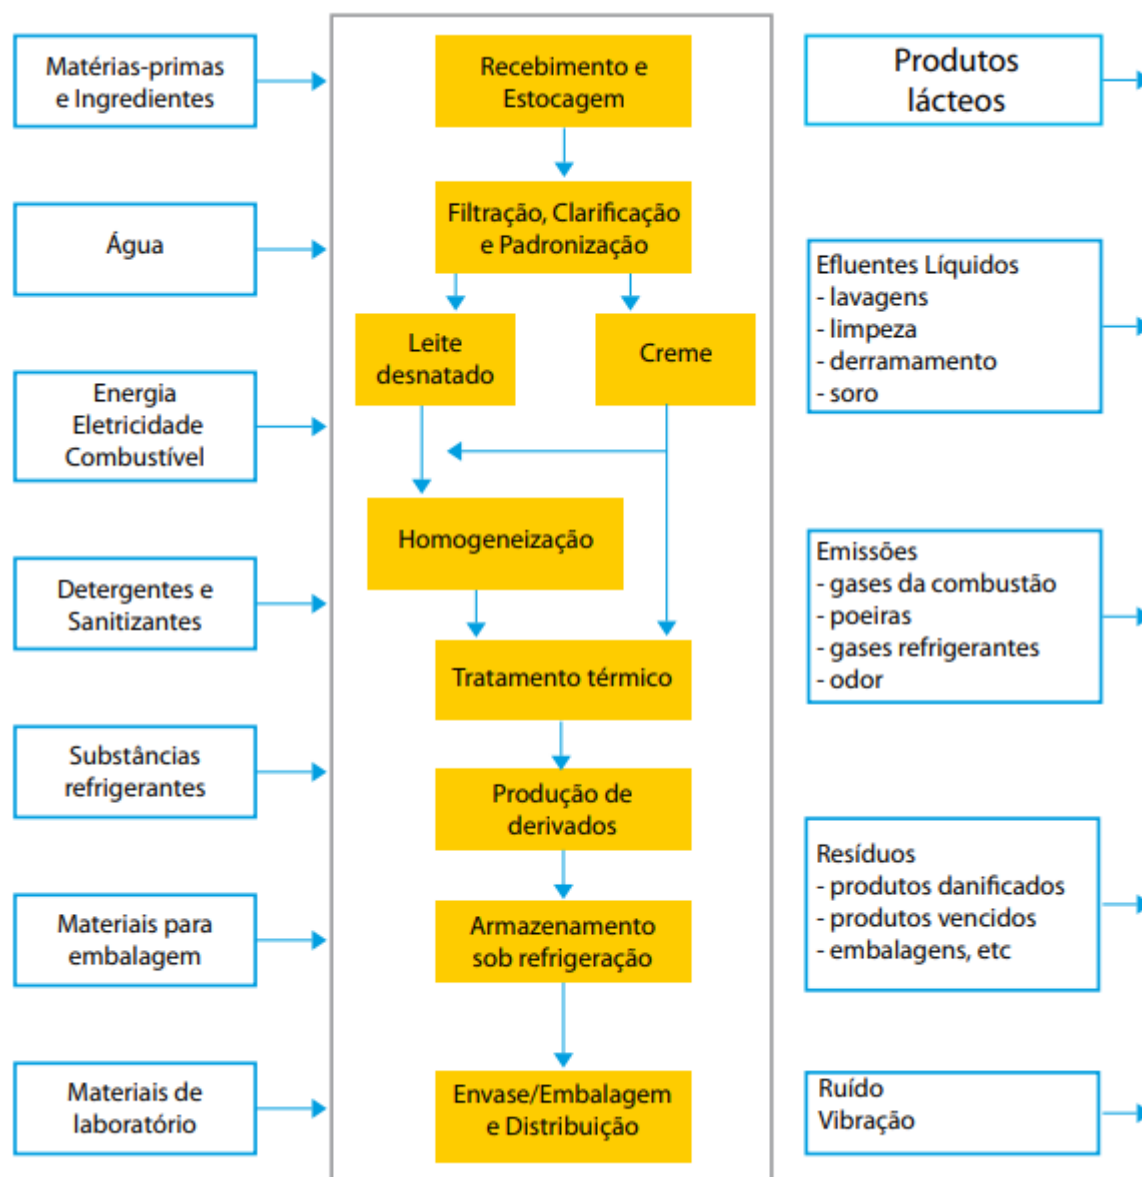 Matérias-primas
e Ingredientes
Água
Energia
Eletricidade
Combustível
Detergentes e
Sanitizantes
Substâncias
refrigerantes
Materiais para
embalagem
Materiais de
laboratório
Recebimento e
Estocagem
Filtração, Clarificação
e Padronização
Leite
desnatado
Creme
Homogeneização
Tratamento térmico
Produção de
derivados
Armazenamento
sob refrigeração
Envase/Embalagem
e Distribuição
Produtos
lácteos
Efluentes Líquidos
- lavagens
- limpeza
- derramamento
- soro
Emissões
- gases da combustão
- poeiras
- gases refrigerantes
- odor
Resíduos
- produtos danificados
- produtos vencidos
- embalagens, etc
Ruído
Vibração